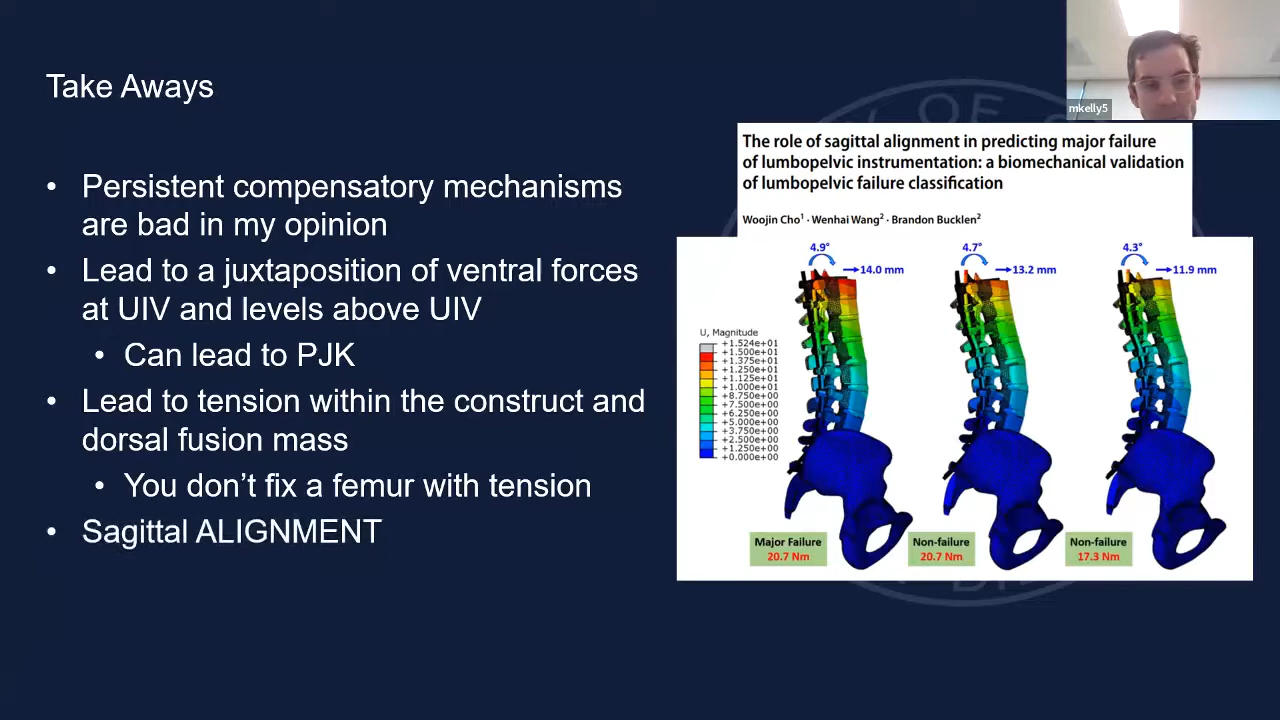 Take Aways
• Persistent compensatory mechanisms
are bad in my opinion
• Lead to a juxtaposition of ventral forces
at UIV and levels above UIV
• Can lead to PJK
• Lead to tension within the construct and
dorsal fusion mass
• You don’t fix a femur with tension
• Sagittal ALIGNMENT
mkelly5
The role of sagittal alignment in predicting major failure
of lumbopelvic instrumentation: a biomechanical validation
of lumbopelvic failure classification
Woojin Cho¹ · Wenhai Wang² · Brandon Bucklen²
4.9° 4.7° 4.3°
14.0 mm 13.2 mm 11.9 mm
U, Magnitude
+1.524e+01
+1.500e+01
+1.375e+01
+1.250e+01
+1.125e+01
+1.000e+01
+8.750e+00
+7.500e+00
+6.250e+00
+5.000e+00
+3.750e+00
+2.500e+00
+1.250e+00
+0.000e+00
Major Failure Non-failure Non-failure
20.7 Nm 20.7 Nm 17.3 Nm